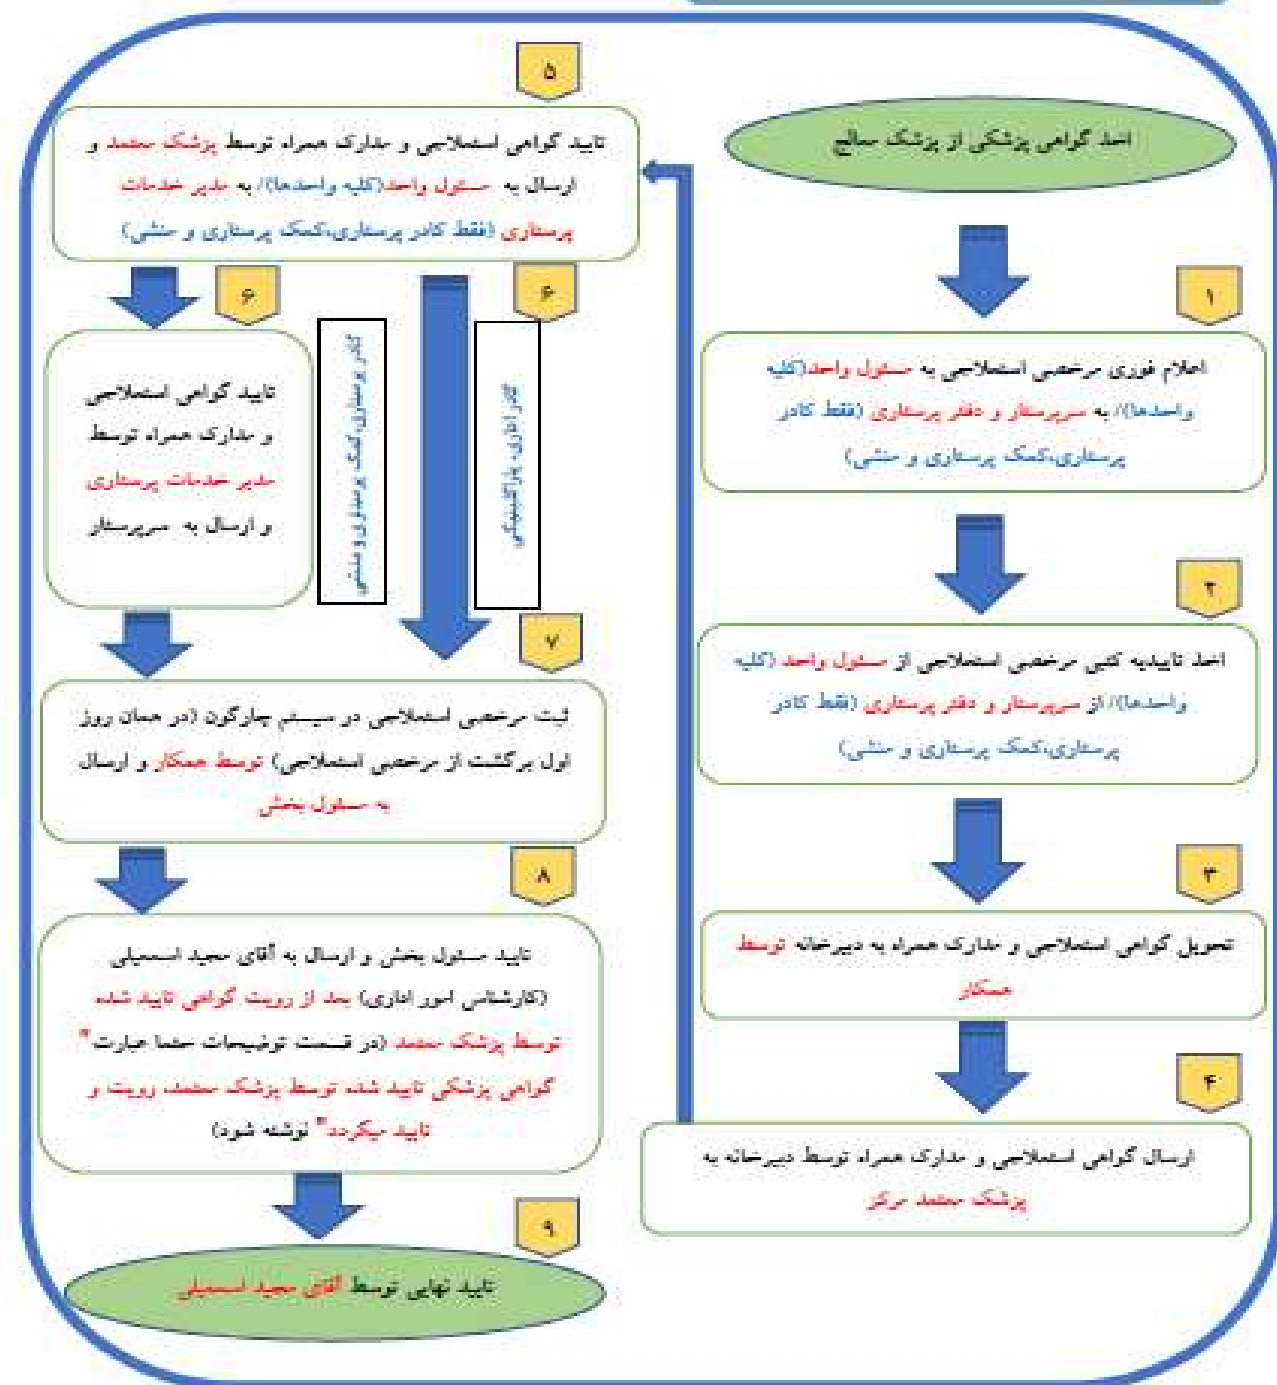 اخذ گواهی پزشکی از پزشک معالج
۱
اعلام فوری مرخصی استعلاجی به مسئول واحد(کلیه
واحدها)/ به سرپرستار و دفتر پرستاری (فقط کادر
پرستاری،کمک پرستاری و منشی)
۲
اخذ تاییدیه کتبی مرخصی استعلاجی از مسئول واحد (کلیه
واحدها)/ از سرپرستار و دفتر پرستاری (فقط کادر
پرستاری،کمک پرستاری و منشی)
۳
تحویل گواهی استعلاجی و مدارک همراه به دبیرخانه توسط
همکار
۴
ارسال گواهی استعلاجی و مدارک همراه توسط دبیرخانه به
پزشک معتمد مرکز
۵
تایید گواهی استعلاجی و مدارک همراه توسط پزشک معتمد و
ارسال به مسئول واحد(کلیه واحدها)/ به مدیر خدمات
پرستاری (فقط کادر پرستاری،کمک پرستاری و منشی)
۶
کادر اداری، پاراکلینیکی
۶
کادر پرستاری،کمک پرستاری و منشی
تایید گواهی استعلاجی
و مدارک همراه توسط
مدیر خدمات پرستاری
و ارسال به سرپرستار
۷
ثبت مرخصی استعلاجی در سیستم چارگون (در همان روز
اول برگشت از مرخصی استعلاجی) توسط همکار و ارسال
به مسئول بخش
۸
تایید مسئول بخش و ارسال به آقای مجید اسمعیلی
(کارشناس امور اداری) بعد از رویت گواهی تایید شده
توسط پزشک معتمد (در قسمت توضیحات حتما عبارت "
گواهی پزشکی تایید شده توسط پزشک معتمد، رویت و
تایید میگردد" نوشته شود)
۹
تایید نهایی توسط آقای مجید اسمعیلی